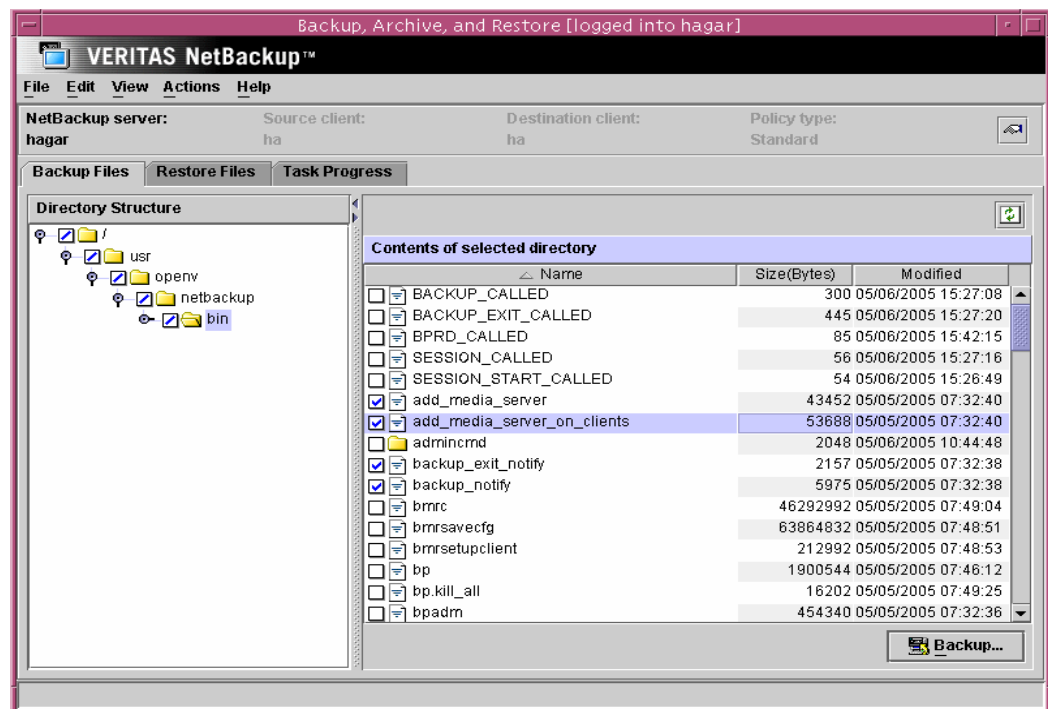 Backup, Archive, and Restore [logged into hagar]
VERITAS NetBackup™
File Edit View Actions Help
NetBackup server: Source client: Destination client: Policy type:
hagar ha ha Standard
Backup Files Restore Files Task Progress
Directory Structure
/
usr
openv
netbackup
bin
Contents of selected directory
Name Size(Bytes) Modified
BACKUP_CALLED 300 05/06/2005 15:27:08
BACKUP_EXIT_CALLED 445 05/06/2005 15:27:20
BPRD_CALLED 85 05/06/2005 15:42:15
SESSION_CALLED 56 05/06/2005 15:27:16
SESSION_START_CALLED 54 05/06/2005 15:26:49
add_media_server 43452 05/05/2005 07:32:40
add_media_server_on_clients 53688 05/05/2005 07:32:40
admincmd 2048 05/06/2005 10:44:48
backup_exit_notify 2157 05/05/2005 07:32:38
backup_notify 5975 05/05/2005 07:32:38
bmrc 46292992 05/05/2005 07:49:04
bmrsavecfg 63864832 05/05/2005 07:48:51
bmrsetupclient 212992 05/05/2005 07:48:53
bp 1900544 05/05/2005 07:46:12
bp.kill_all 16202 05/05/2005 07:49:25
bpadm 454340 05/05/2005 07:32:36
Backup...